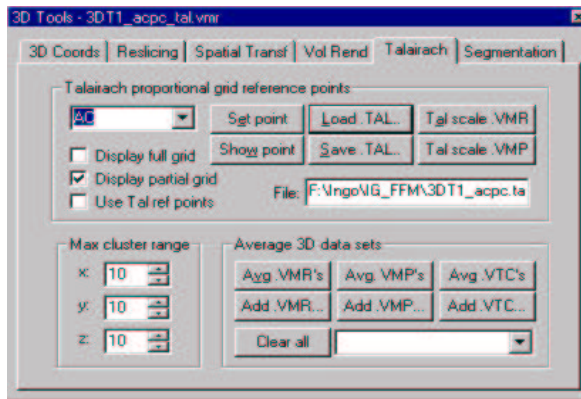 3D Tools - 3DT1_acpc_tal.vmr
3D Coords Reslicing Spatial Transf Vol Rend Talairach Segmentation
Talairach proportional grid reference points
AC Set point Load .TAL.. Tal scale .VMR
Display full grid Show point Save .TAL.. Tal scale .VMP
Display partial grid
Use Tal ref points File: F:\Ingo\IG_FFM\3DT1_acpc.ta
Max cluster range Average 3D data sets
x: 10 Avg .VMR's Avg. VMP's Avg .VTC's
y: 10 Add .VMR... Add .VMP... Add .VTC...
z: 10 Clear all